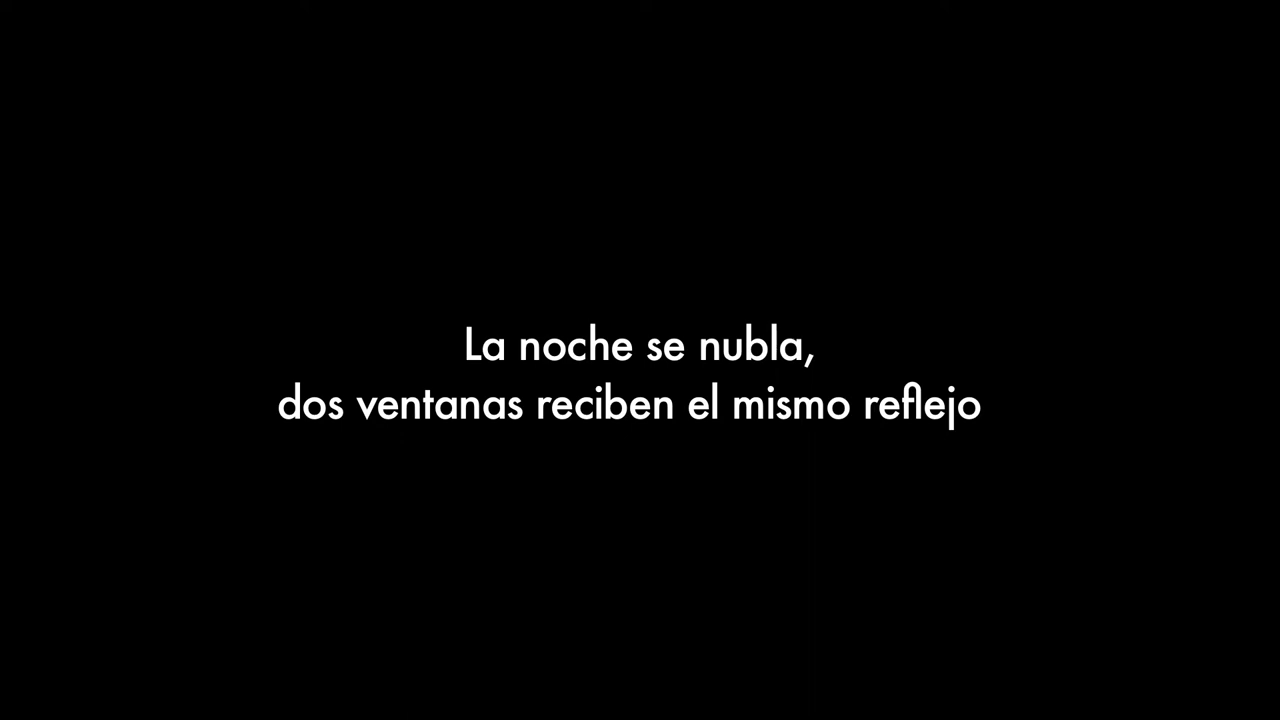 La noche se nubla,
dos ventanas reciben el mismo reflejo